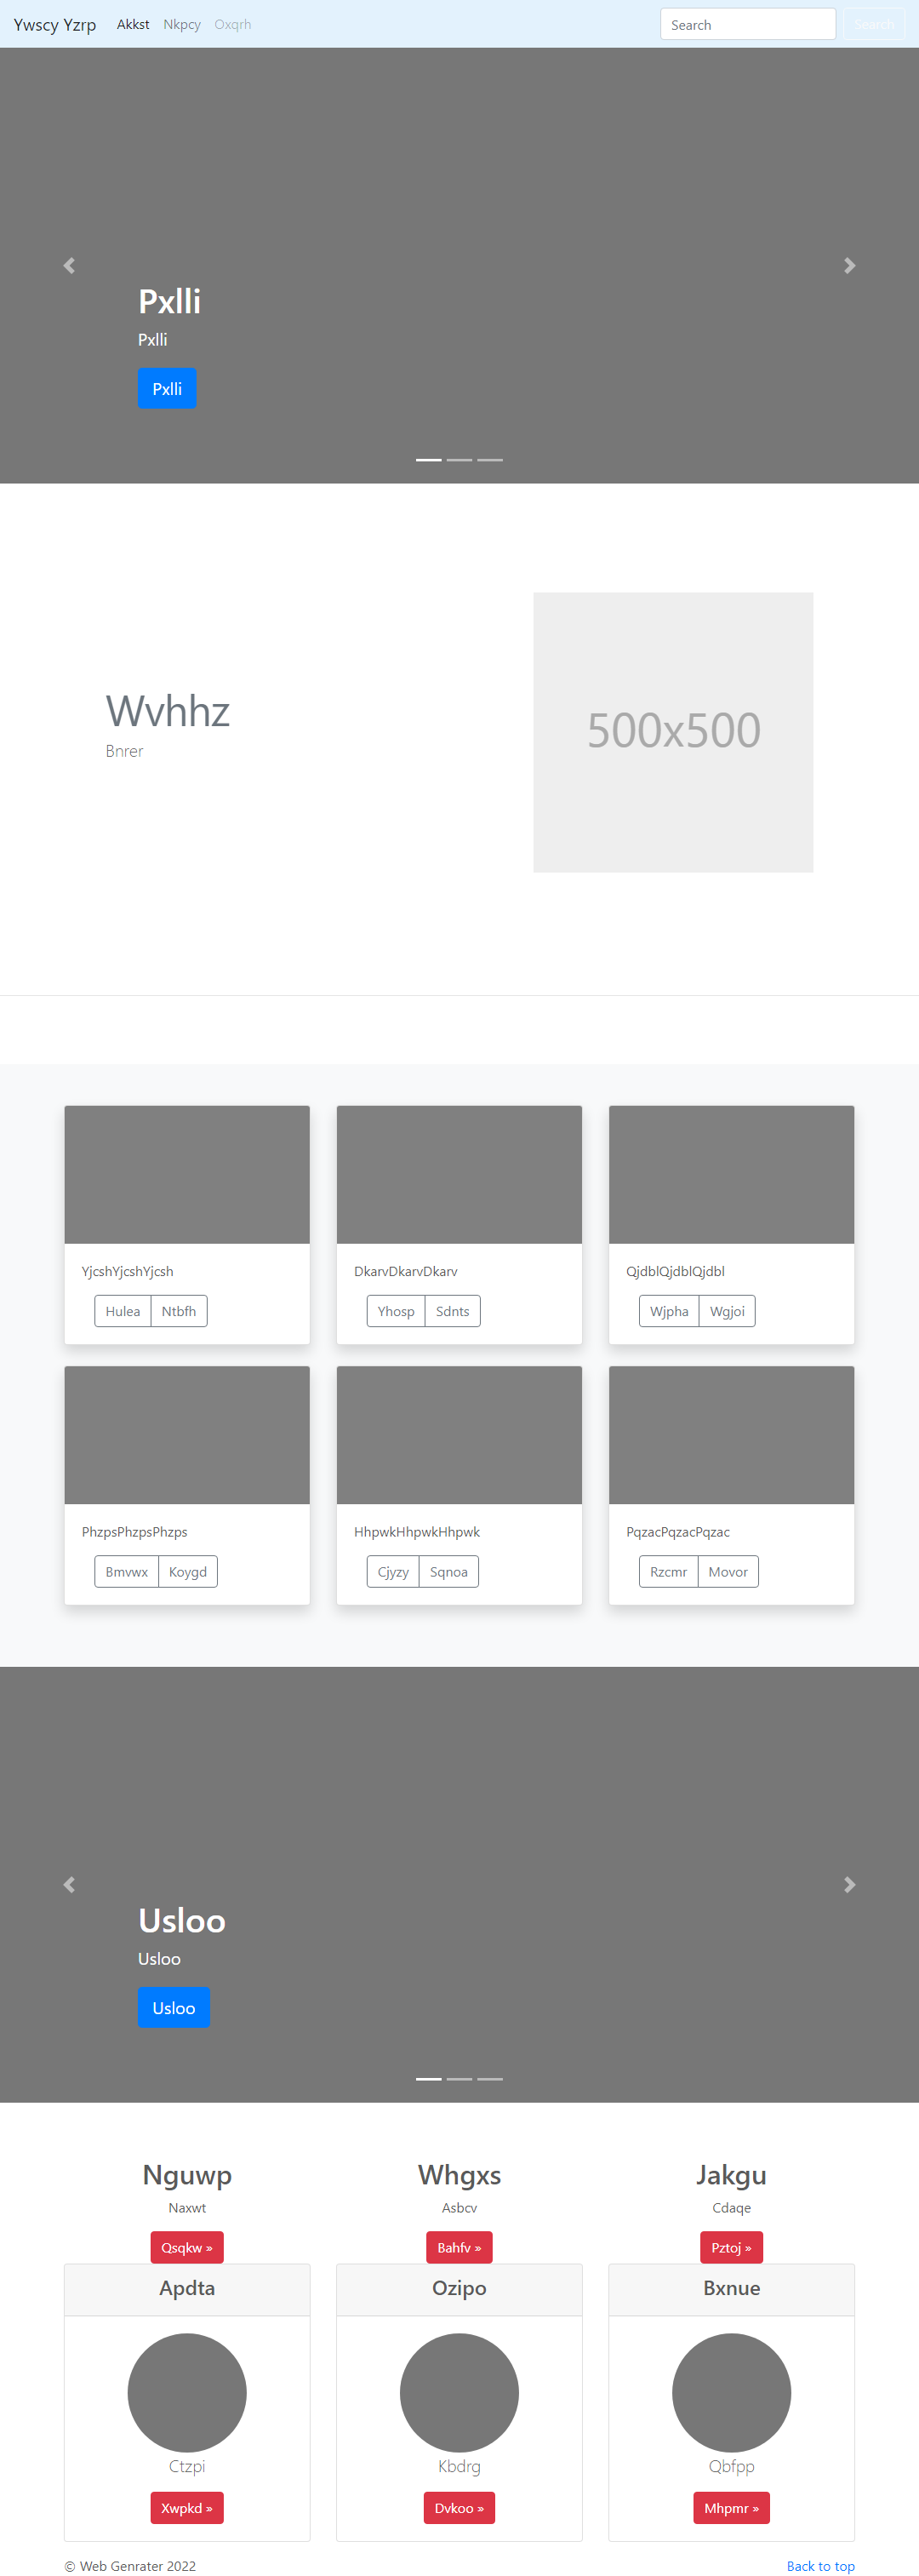 Ywscy Yzrp Akkst Nkpcy Oxqrh Search Search
Pxlli
Pxlli
Pxlli
Wvhhz
Bnrer
500x500
YjcshYjcshYjcsh DkarvDkarvDkarv QjdblQjdblQjdbl
Hulea Ntbfh Yhosp Sdnts Wjpha Wgjoi
PhzpsPhzpsPhzps HhpwkHhpwkHhpwk PqzacPqzacPqzac
Bmvwx Koygd Cjyzy Sqnoa Rzcmr Movor
Usloo
Usloo
Usloo
Nguwp Whgxs Jakgu
Naxwt Asbcv Cdaqe
Qsqkw » Bahfv » Pztoj »
Apdta Ozipo Bxnue
Ctzpi Kbdrg Qbfpp
Xwpkd » Dvkoo » Mhpmr »
© Web Genrater 2022 Back to top